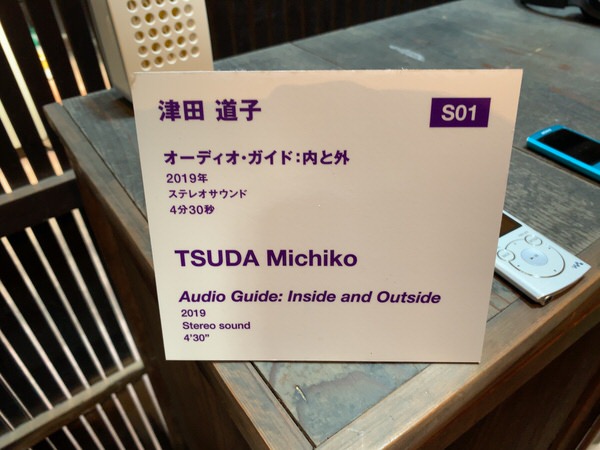 津田 道子
S01
オーディオ・ガイド：内と外
2019年
ステレオサウンド
4分30秒
TSUDA Michiko
Audio Guide: Inside and Outside
2019
Stereo sound
4'30"